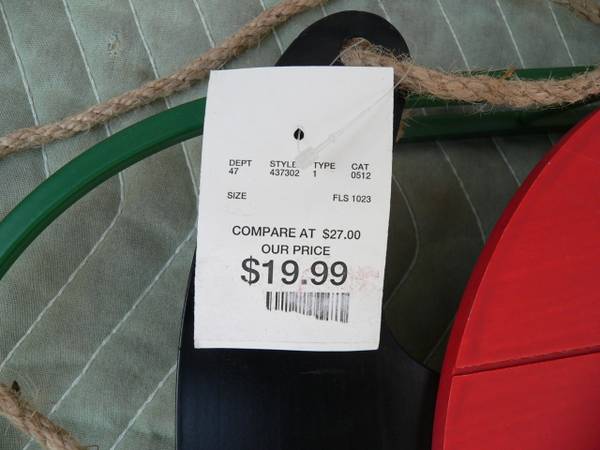 DEPT STYLE TYPE CAT
47 437302 1 0512
SIZE FLS 1023
COMPARE AT $27.00
OUR PRICE
$19.99